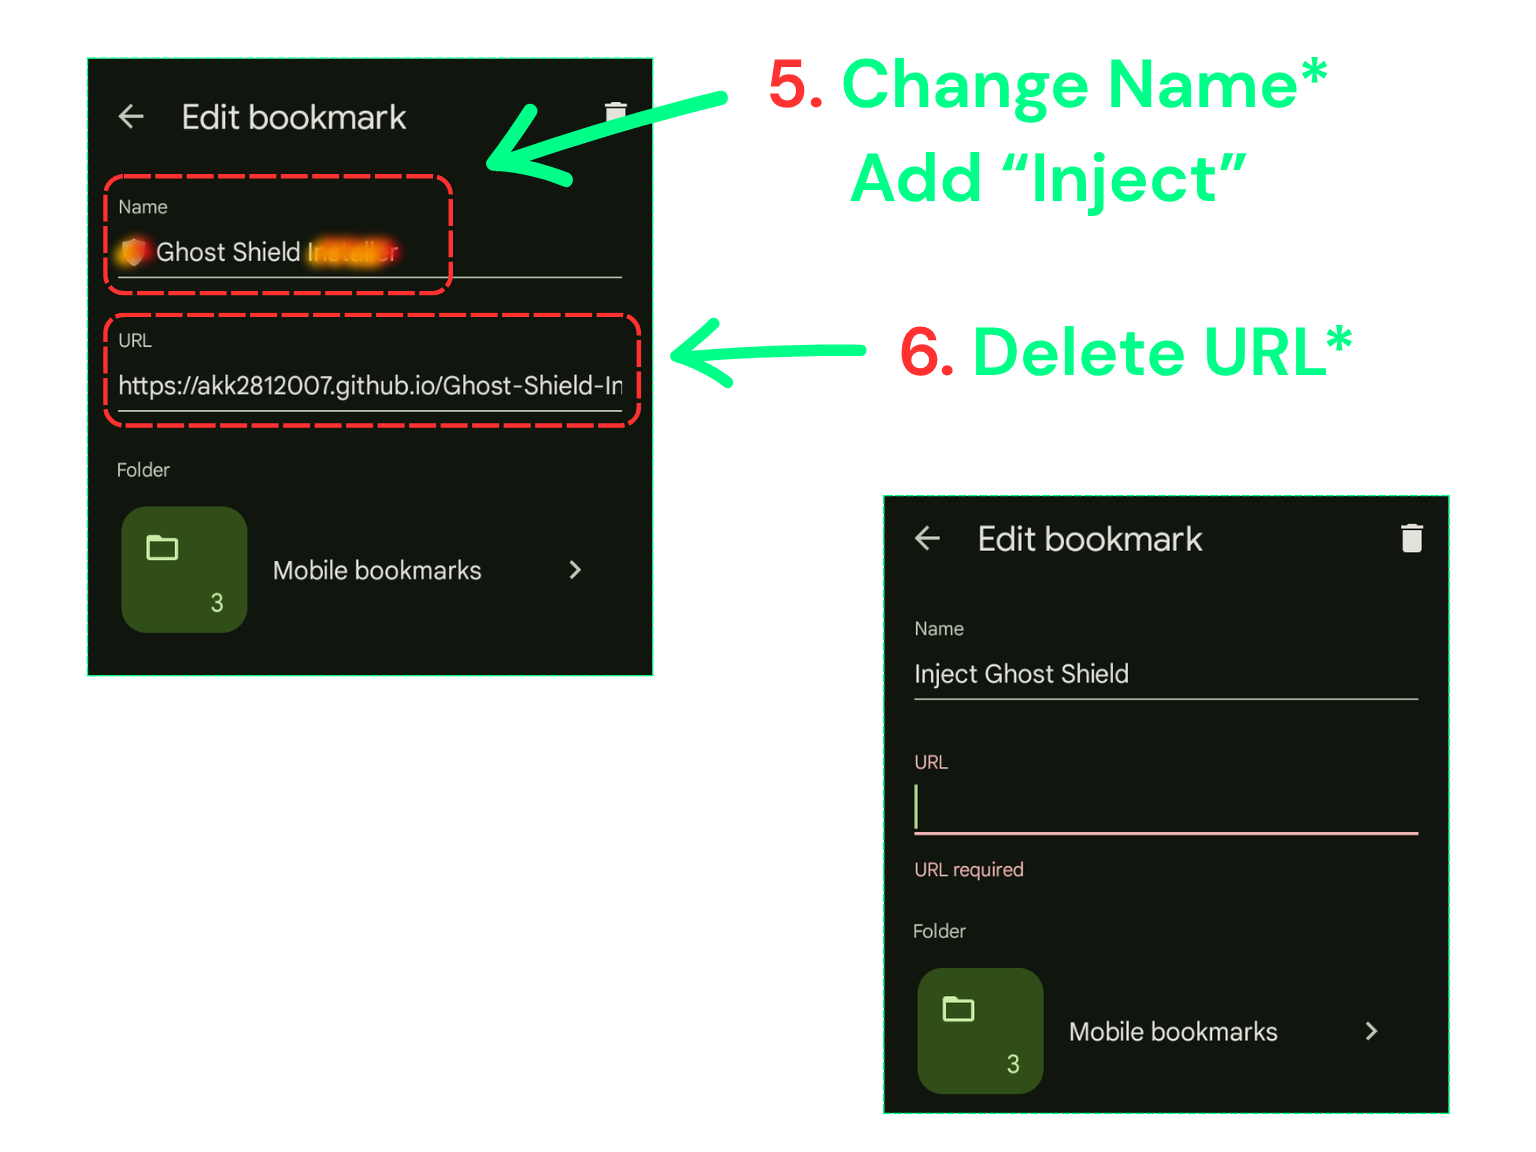 5. Change Name*
Add “Inject”
Edit bookmark
Name
Ghost Shield Installer
6. Delete URL*
URL
https://akk2812007.github.io/Ghost-Shield-In
Folder
Mobile bookmarks
3
Edit bookmark
Name
Inject Ghost Shield
URL
URL required
Folder
Mobile bookmarks
3